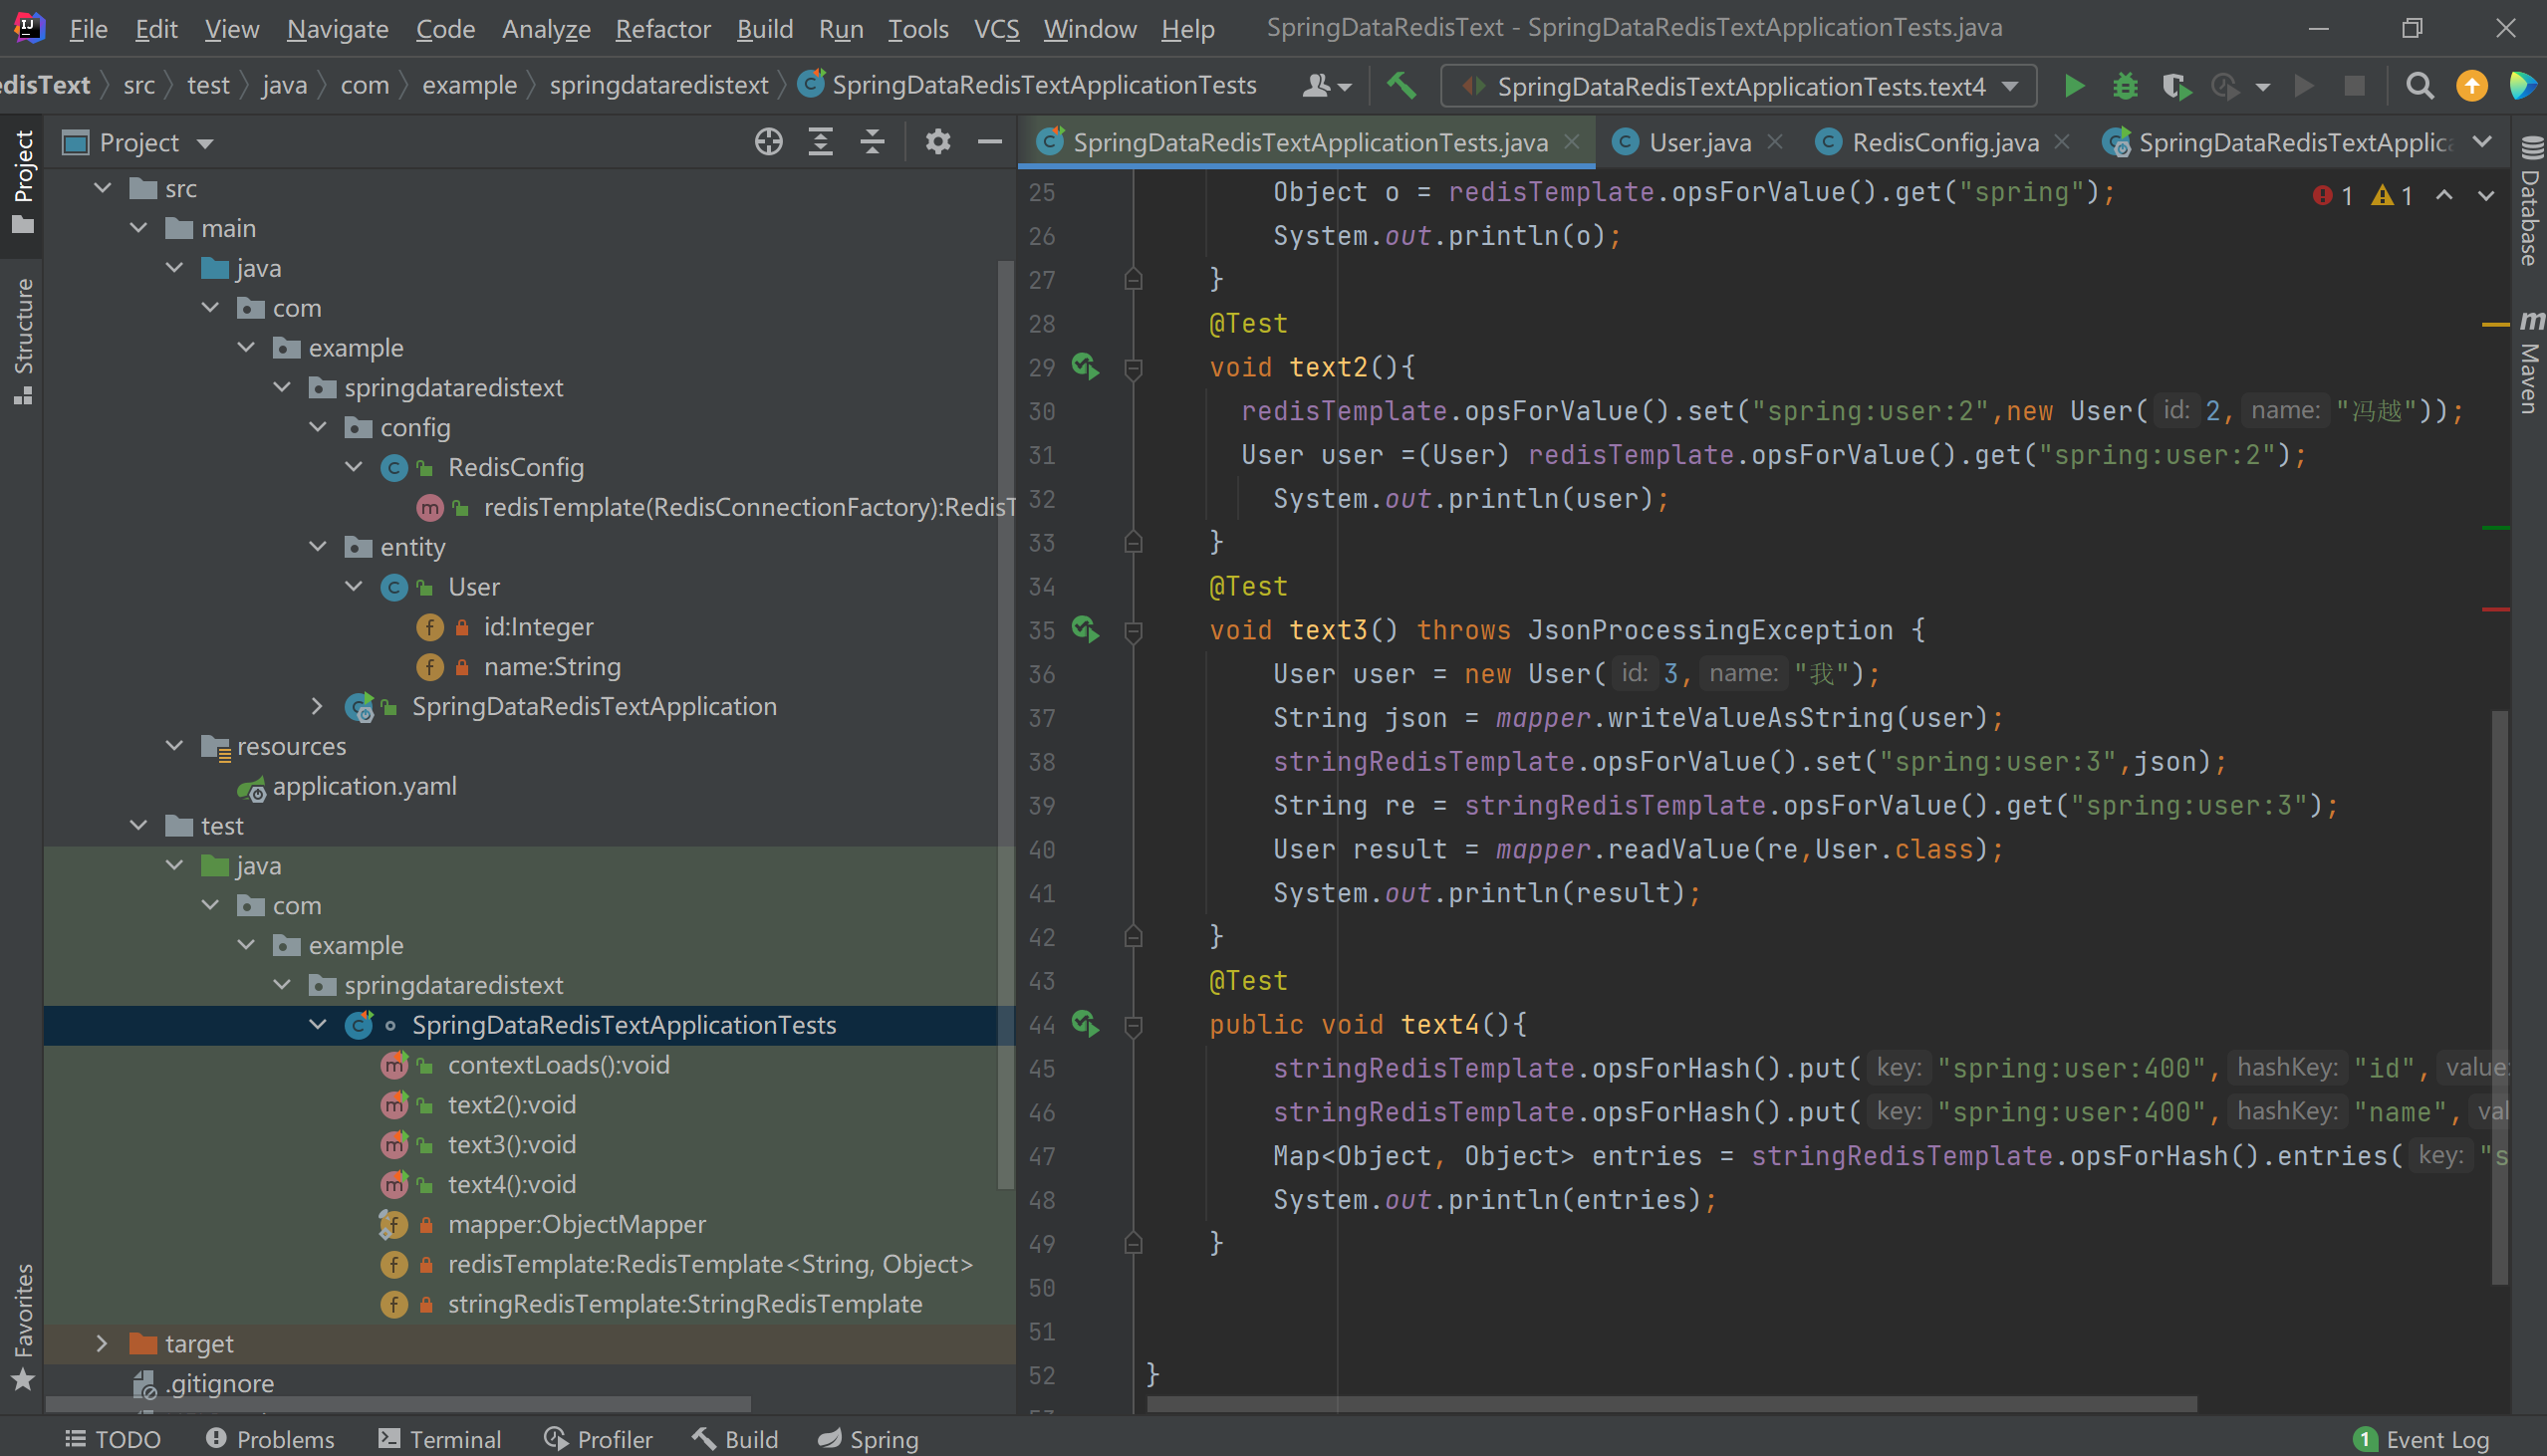 File Edit View Navigate Code Analyze Refactor Build Run Tools VCS Window Help SpringDataRedisText - SpringDataRedisTextApplicationTests.java
edisText src test java com example springdataredistext SpringDataRedisTextApplicationTests SpringDataRedisTextApplicationTests.text4
Project
Structure
Favorites
Project
src
main
java
com
example
springdataredistext
config
RedisConfig
redisTemplate(RedisConnectionFactory):RedisT
entity
User
id:Integer
name:String
SpringDataRedisTextApplication
resources
application.yaml
test
java
com
example
springdataredistext
SpringDataRedisTextApplicationTests
contextLoads():void
text2():void
text3():void
text4():void
mapper:ObjectMapper
redisTemplate:RedisTemplate<String, Object>
stringRedisTemplate:StringRedisTemplate
target
.gitignore
SpringDataRedisTextApplicationTests.java User.java RedisConfig.java SpringDataRedisTextApplic
1 1
25 Object o = redisTemplate.opsForValue().get("spring");
26 System.out.println(o);
27 }
28 @Test
29 void text2(){
30 redisTemplate.opsForValue().set("spring:user:2",new User( id: 2, name: "冯越"));
31 User user =(User) redisTemplate.opsForValue().get("spring:user:2");
32 System.out.println(user);
33 }
34 @Test
35 void text3() throws JsonProcessingException {
36 User user = new User( id: 3, name: "我");
37 String json = mapper.writeValueAsString(user);
38 stringRedisTemplate.opsForValue().set("spring:user:3",json);
39 String re = stringRedisTemplate.opsForValue().get("spring:user:3");
40 User result = mapper.readValue(re,User.class);
41 System.out.println(result);
42 }
43 @Test
44 public void text4(){
45 stringRedisTemplate.opsForHash().put( key: "spring:user:400", hashKey: "id", value:
46 stringRedisTemplate.opsForHash().put( key: "spring:user:400", hashKey: "name", val
47 Map<Object, Object> entries = stringRedisTemplate.opsForHash().entries( key: "s
48 System.out.println(entries);
49 }
50
51
52 }
Database
m Maven
TODO Problems Terminal Profiler Build Spring 1 Event Log